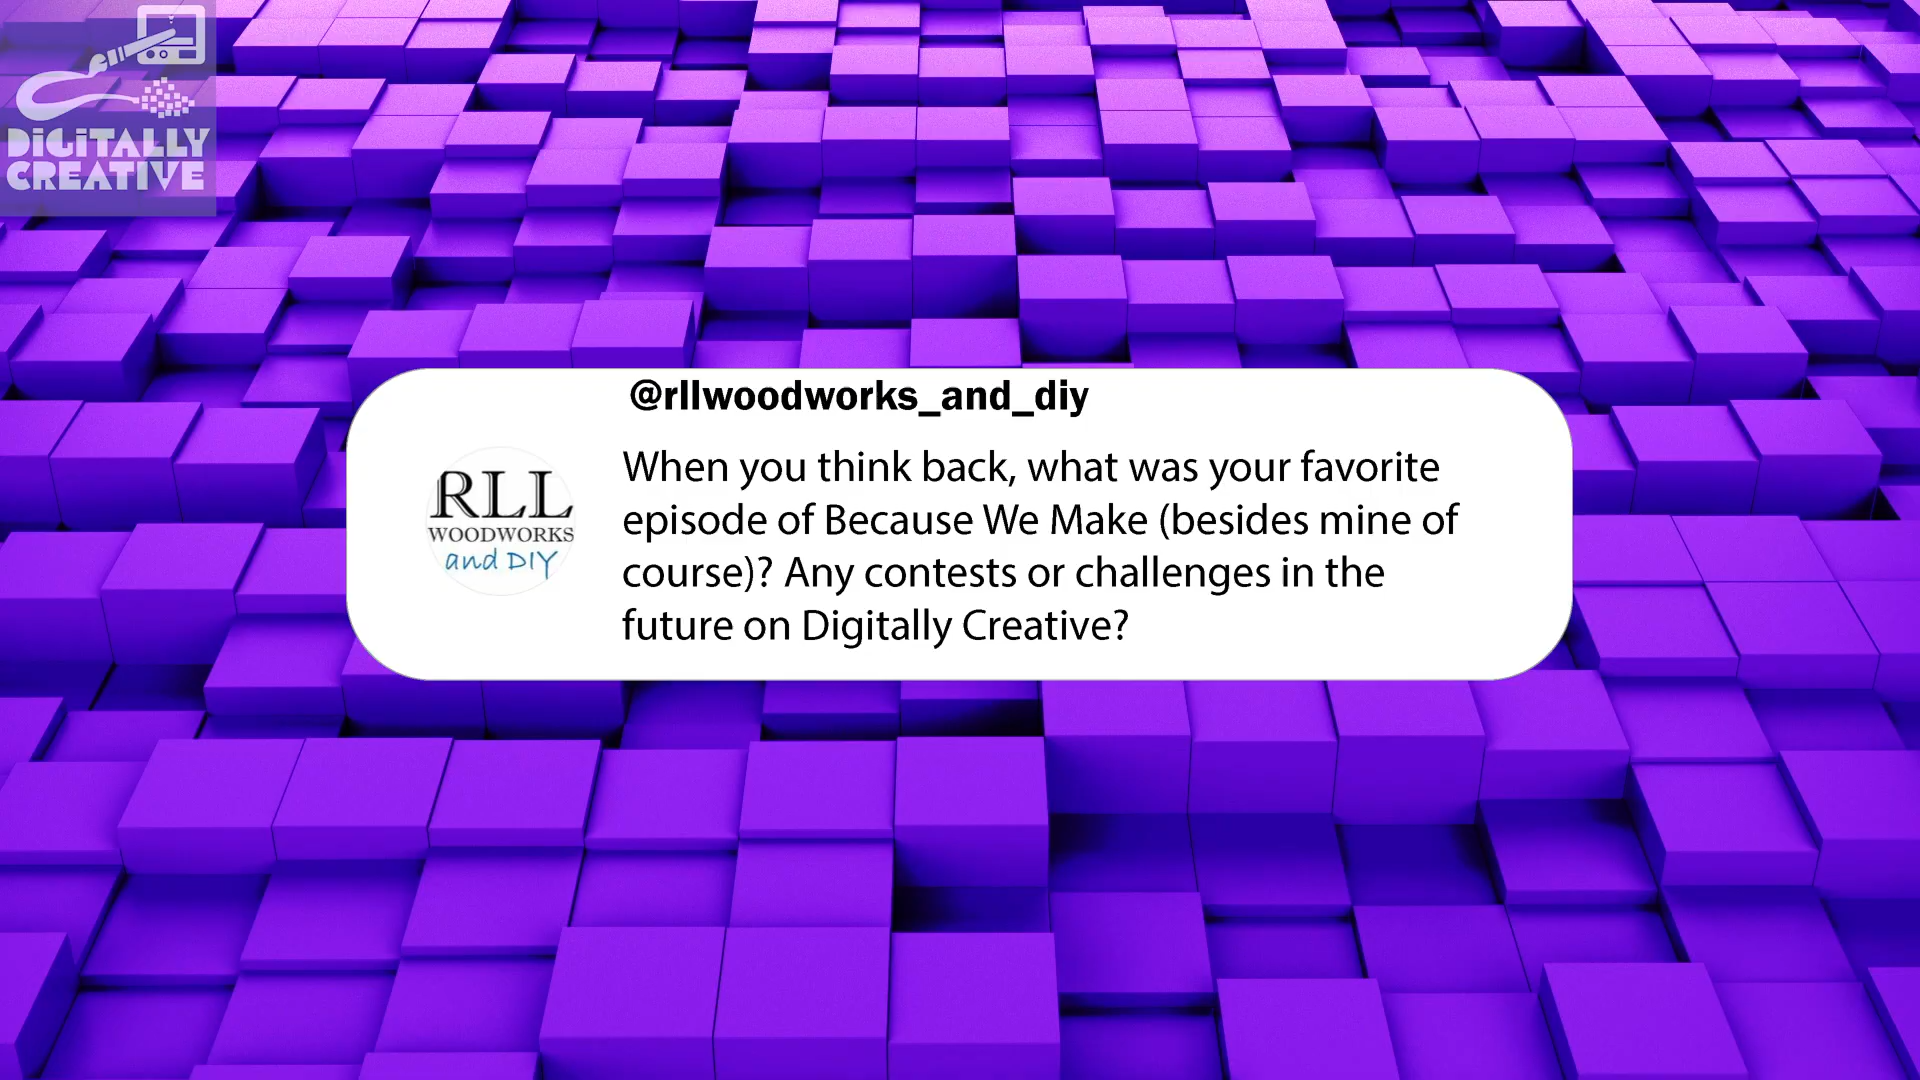 DiGiTALLY
CREATIVE
@rllwoodworks_and_diy
RLL
WOODWORKS
and DIY
When you think back, what was your favorite
episode of Because We Make (besides mine of
course)? Any contests or challenges in the
future on Digitally Creative?